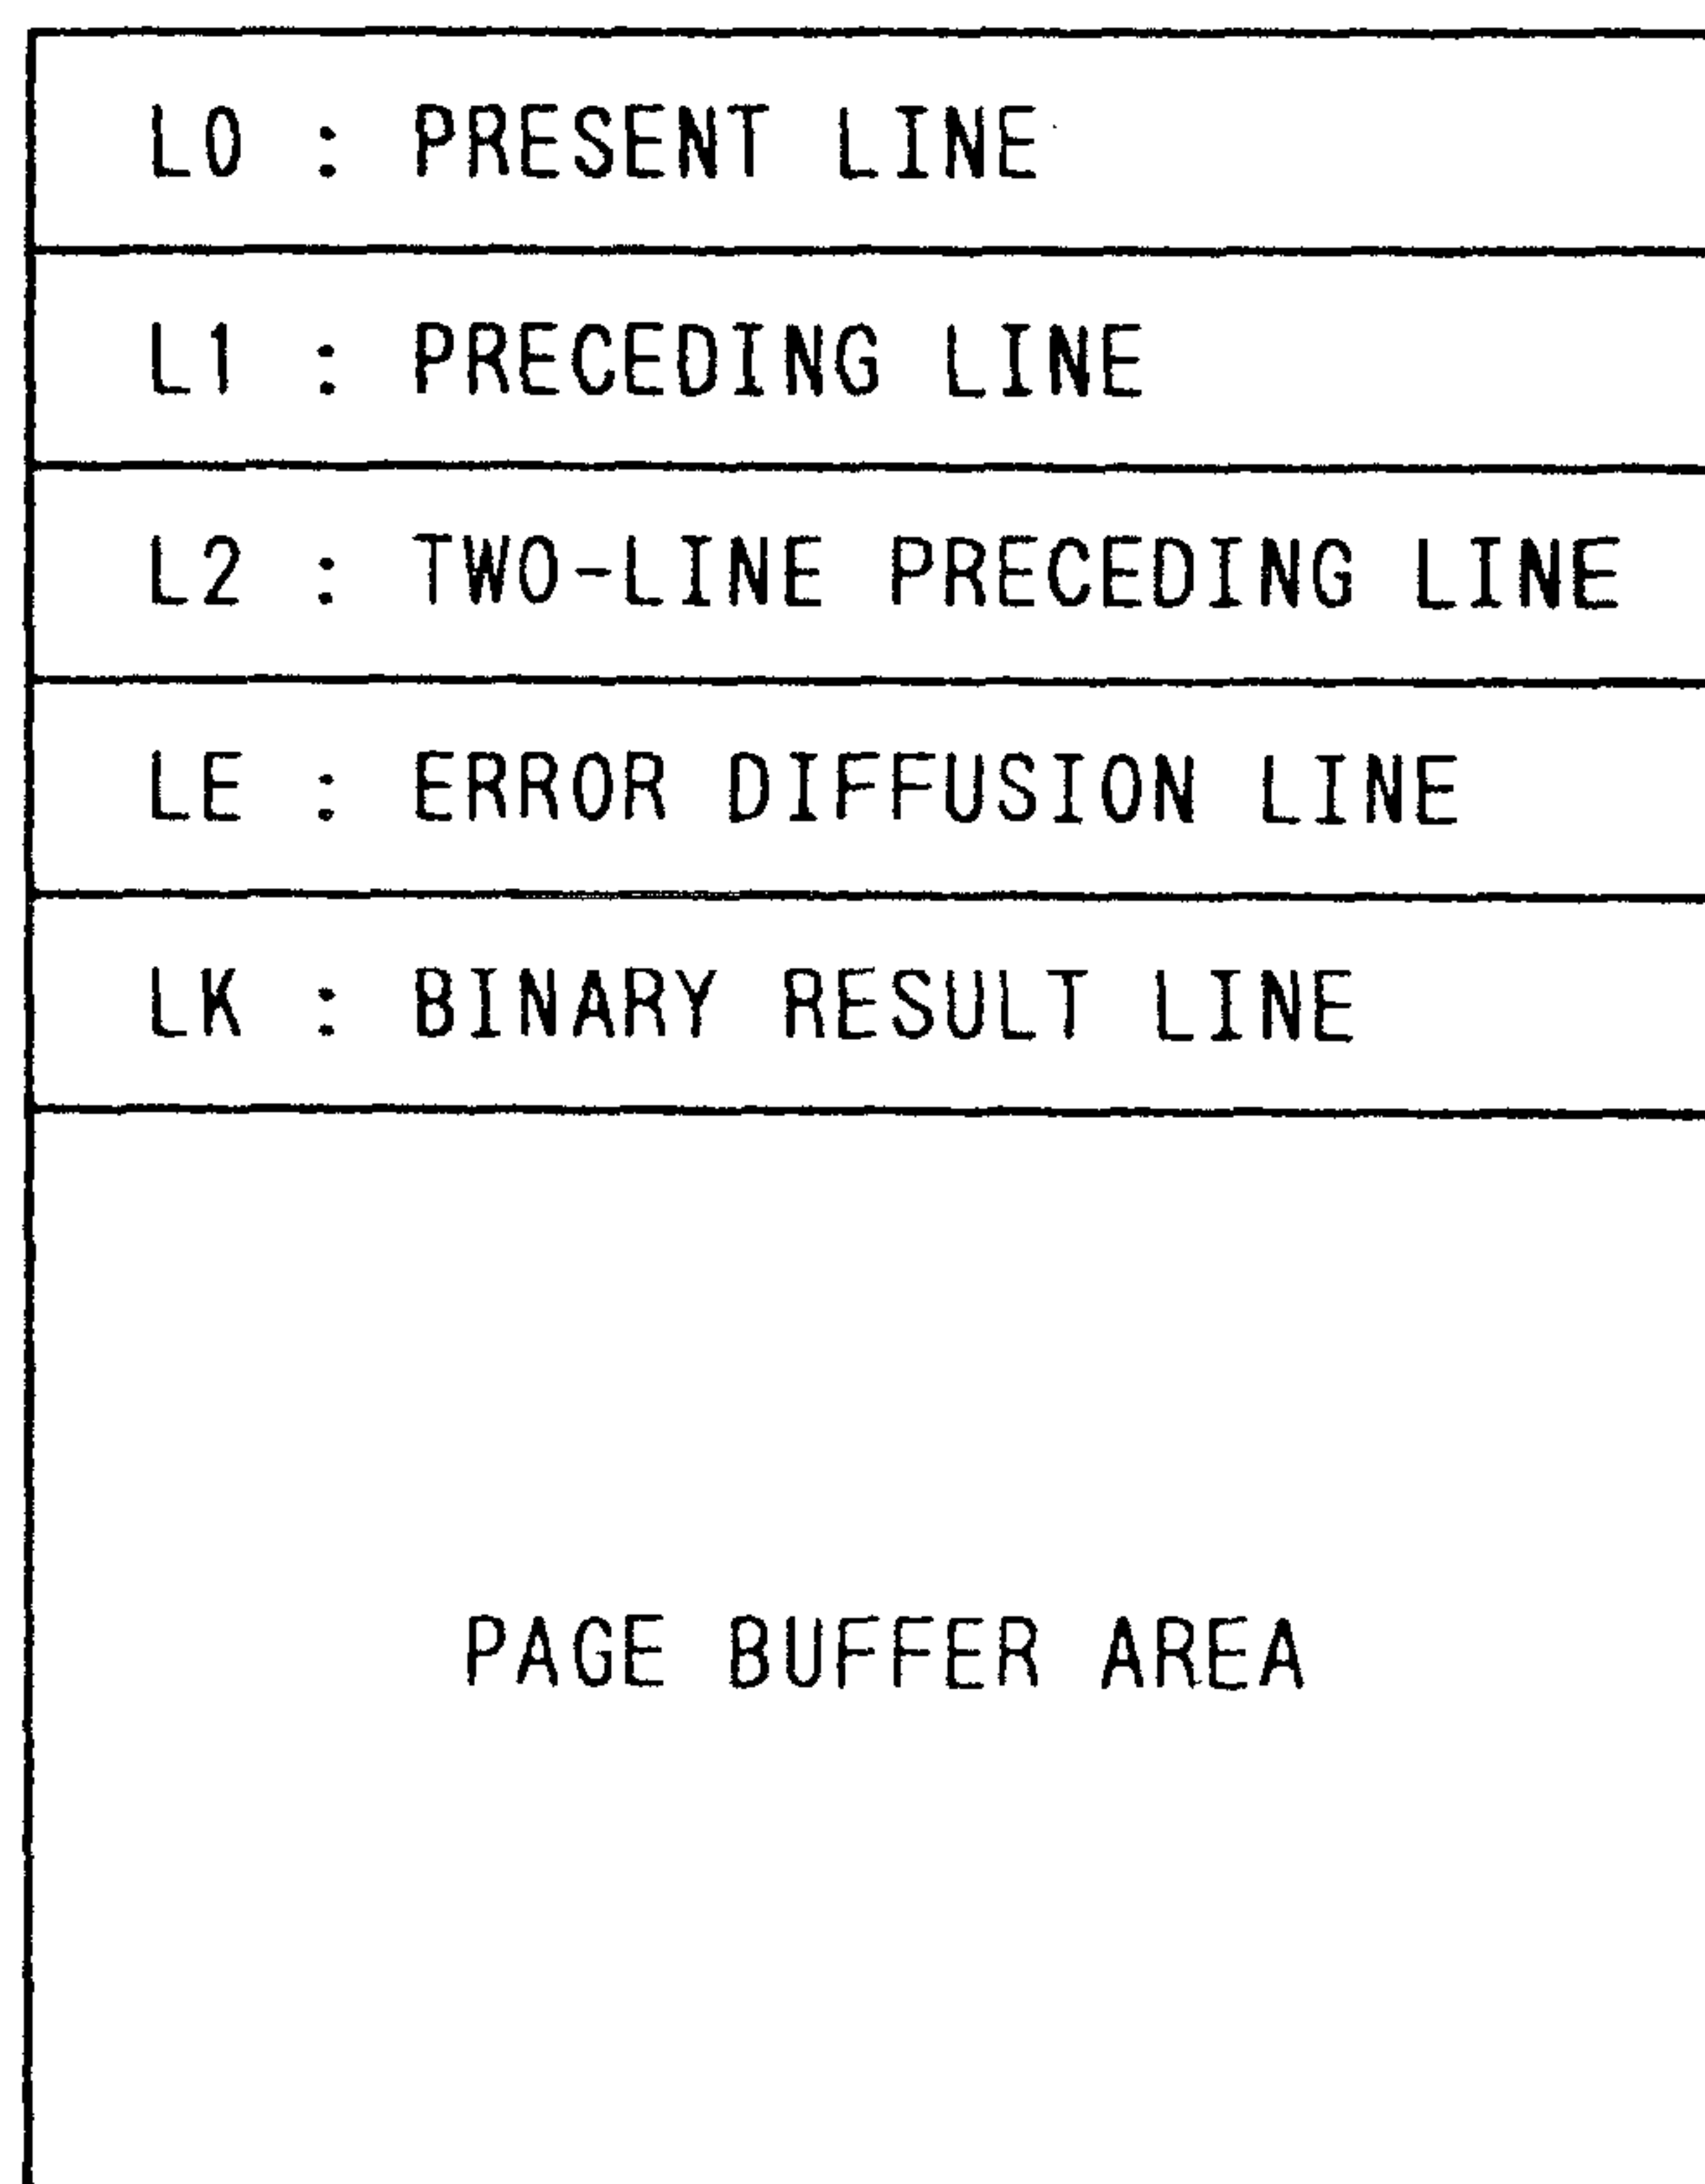 L0 : PRESENT LINE
L1 : PRECEDING LINE
L2 : TWO-LINE PRECEDING LINE
LE : ERROR DIFFUSION LINE
LK : BINARY RESULT LINE
PAGE BUFFER AREA